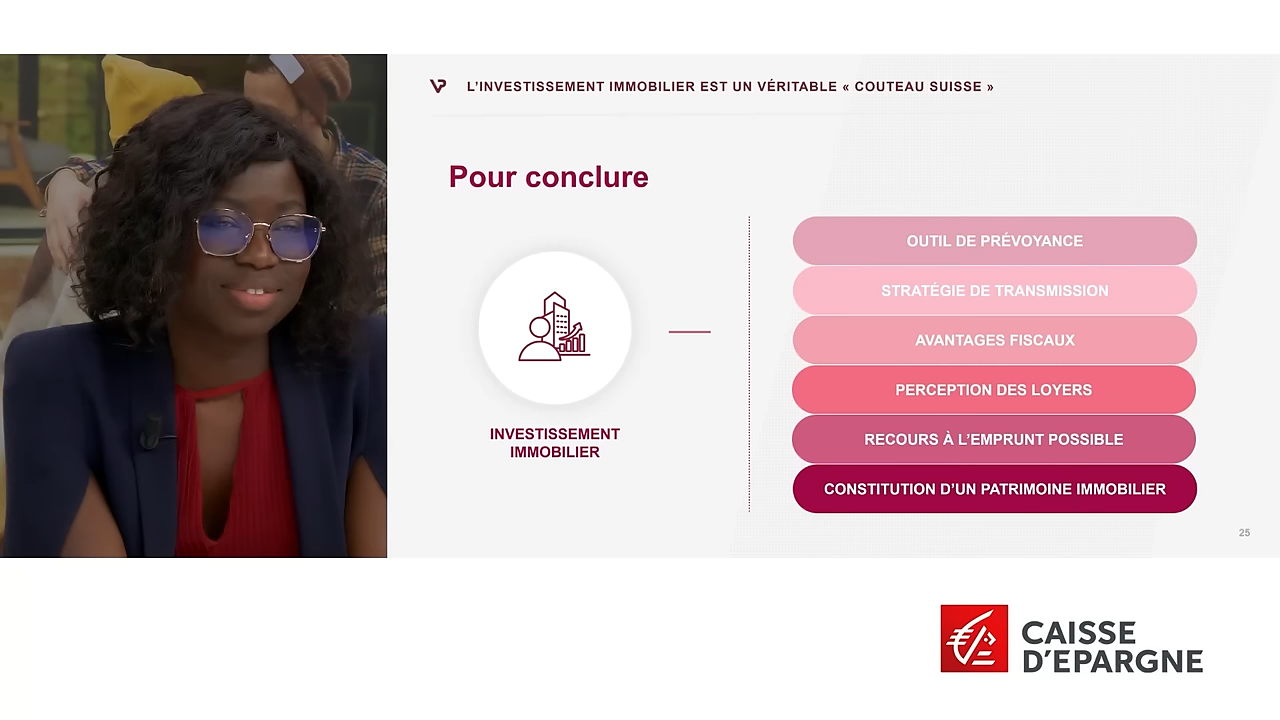 VP
L'INVESTISSEMENT IMMOBILIER EST UN VÉRITABLE « COUTEAU SUISSE »
Pour conclure
INVESTISSEMENT
IMMOBILIER
OUTIL DE PRÉVOYANCE
STRATÉGIE DE TRANSMISSION
AVANTAGES FISCAUX
PERCEPTION DES LOYERS
RECOURS À L'EMPRUNT POSSIBLE
CONSTITUTION D'UN PATRIMOINE IMMOBILIER
25
CAISSE
D'EPARGNE